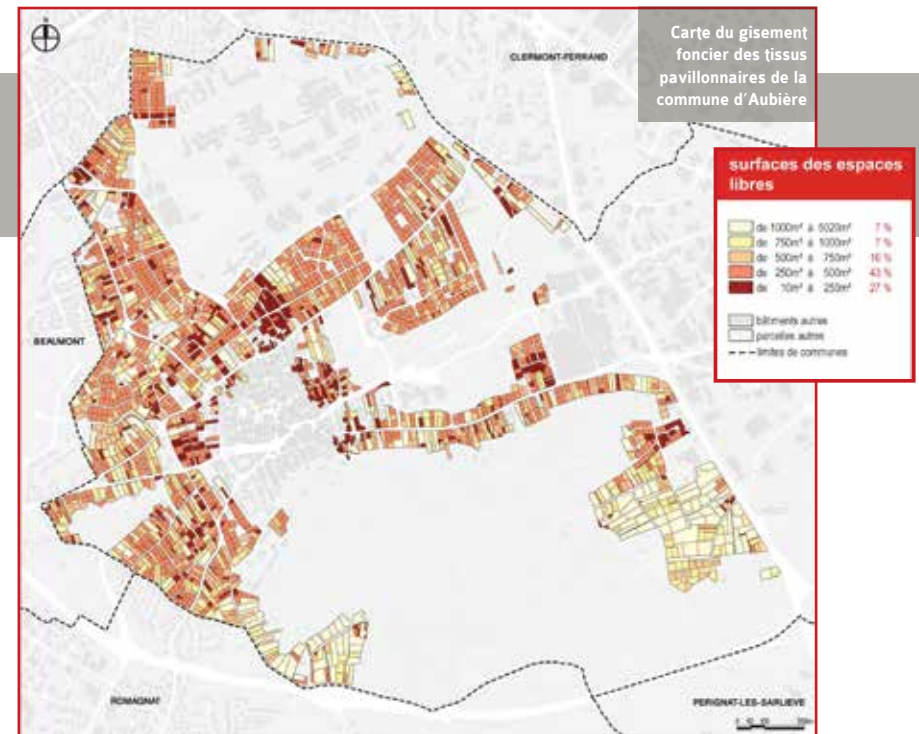 N
Carte du gisement
foncier des tissus
pavillonnaires de la
commune d'Aubière
CLERMONT-FERRAND
surfaces des espaces
libres
de 1000m² à 5020m² 7 %
de 750m² à 1000m² 7 %
de 500m² à 750m² 16 %
de 250m² à 500m² 43 %
de 10m² à 250m² 27 %
bâtiments autres
parcelles autres
limites de communes
BEAUMONT
ROMAGNAT
PERIGNAT-LES-SARLIEVE